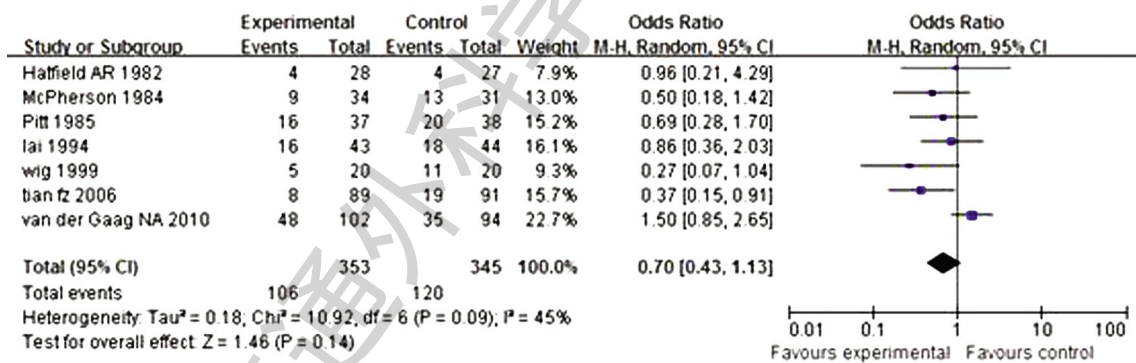 Experimental Control Odds Ratio Odds Ratio
Study or Subgroup Events Total Events Total Weight M-H, Random, 95% CI M-H, Random, 95% CI
Hatfield AR 1982 4 28 4 27 7.9% 0.96 [0.21, 4.29]
McPherson 1984 9 34 13 31 13.0% 0.50 [0.18, 1.42]
Pitt 1985 16 37 20 38 15.2% 0.69 [0.28, 1.70]
lai 1994 16 43 18 44 16.1% 0.86 [0.36, 2.03]
wig 1999 5 20 11 20 9.3% 0.27 [0.07, 1.04]
tian fz 2006 8 89 19 91 15.7% 0.37 [0.15, 0.91]
van der Gaag NA 2010 48 102 35 94 22.7% 1.50 [0.85, 2.65]
Total (95% CI) 353 345 100.0% 0.70 [0.43, 1.13]
Total events 106 120
Heterogeneity: Tau² = 0.18; Chi² = 10.92, df = 6 (P = 0.09); I² = 45%
Test for overall effect: Z = 1.46 (P = 0.14)
0.01 0.1 1 10 100
Favours experimental Favours control
通外科学